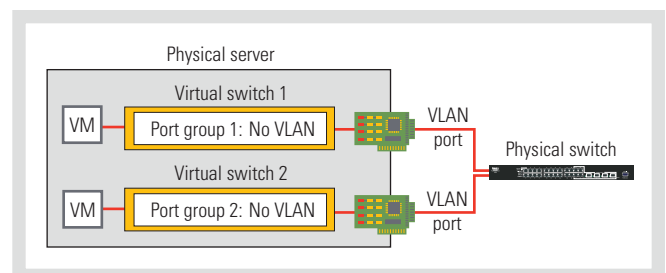 Physical server
Virtual switch 1
VM
Port group 1: No VLAN
VLAN
port
Physical switch
Virtual switch 2
VM
Port group 2: No VLAN
VLAN
port